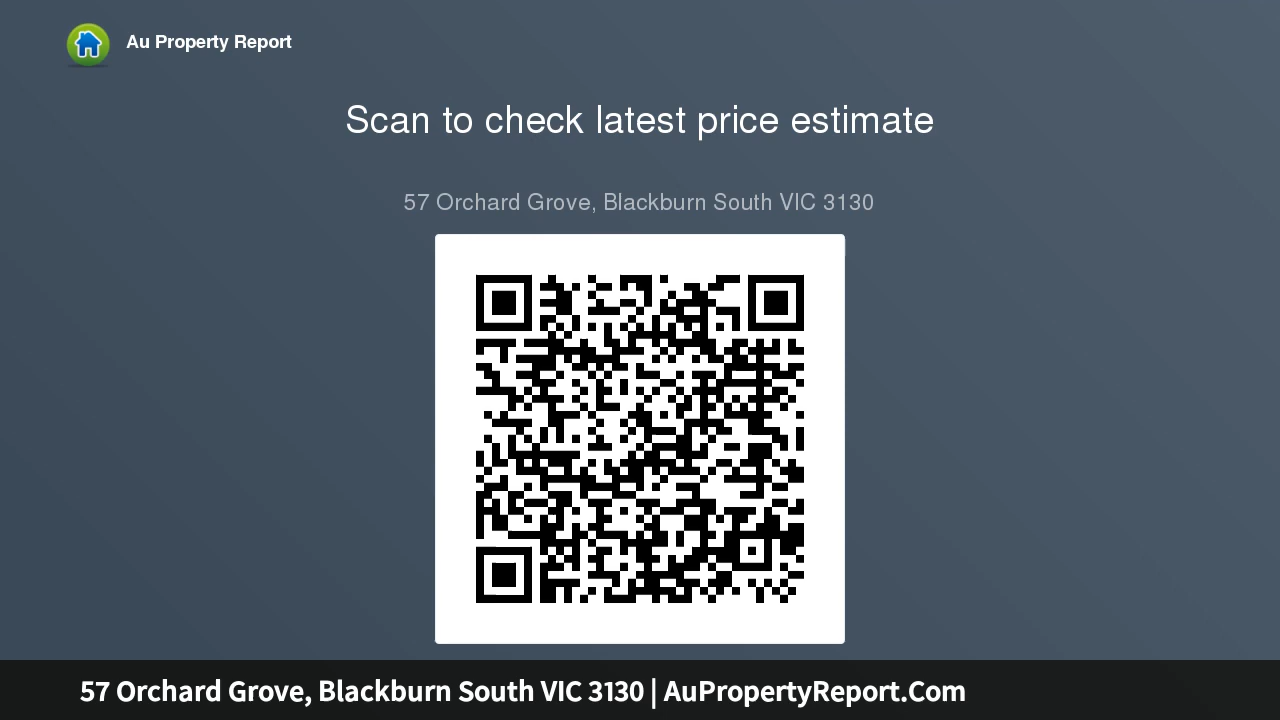 Au Property Report
Scan to check latest price estimate
57 Orchard Grove, Blackburn South VIC 3130
57 Orchard Grove, Blackburn South VIC 3130 | AuPropertyReport.Com